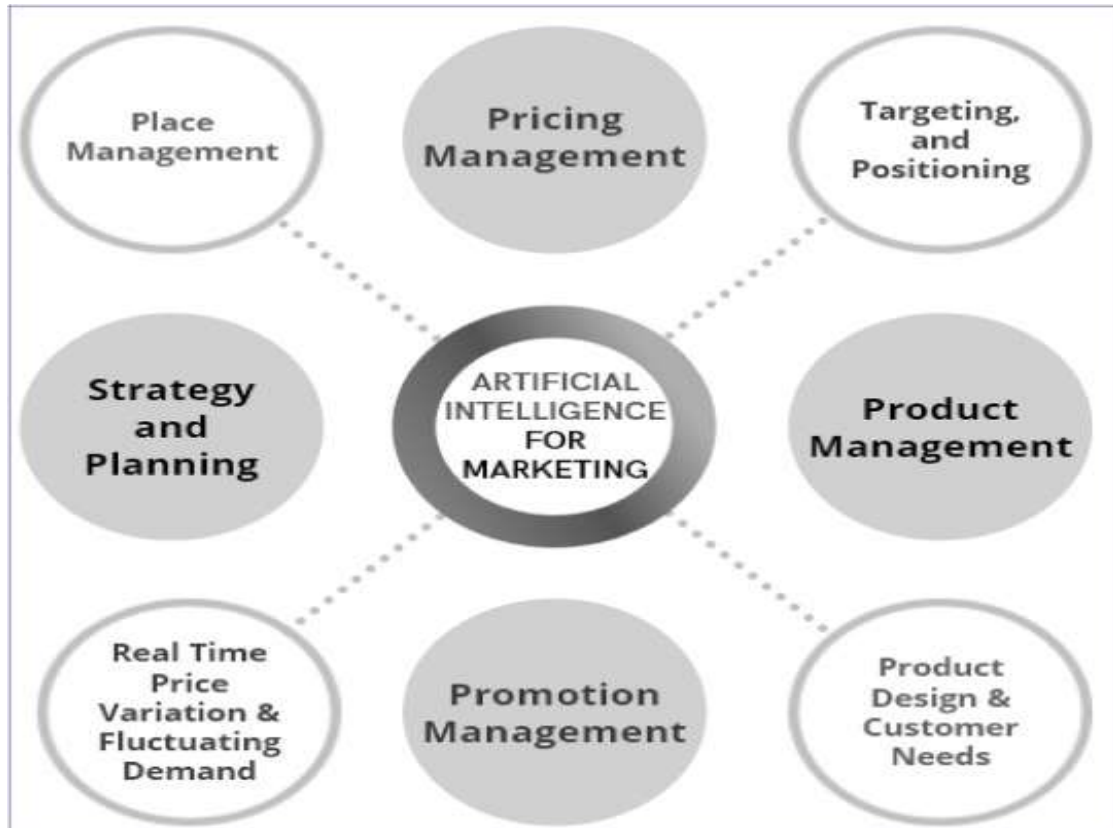 Place
Management
Pricing
Management
Targeting,
and
Positioning
Strategy
and
Planning
ARTIFICIAL
INTELLIGENCE
FOR
MARKETING
Product
Management
Real Time
Price
Variation &
Fluctuating
Demand
Promotion
Management
Product
Design &
Customer
Needs